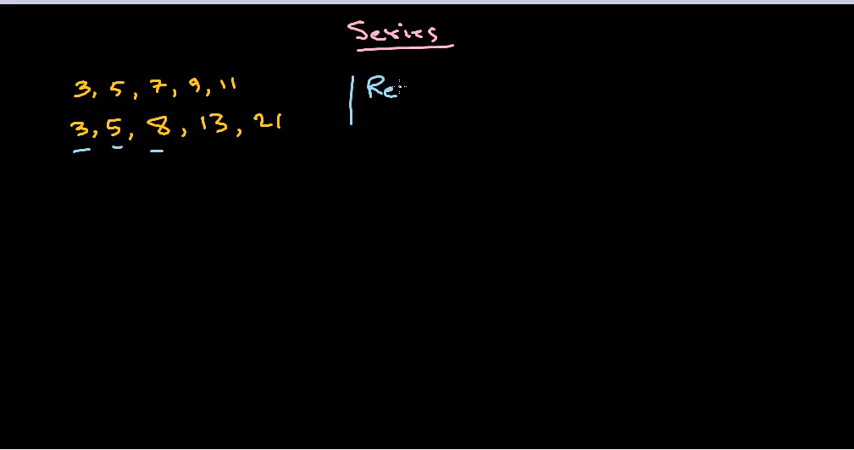 Series
3, 5, 7, 9, 11
Re
3, 5, 8, 13, 21